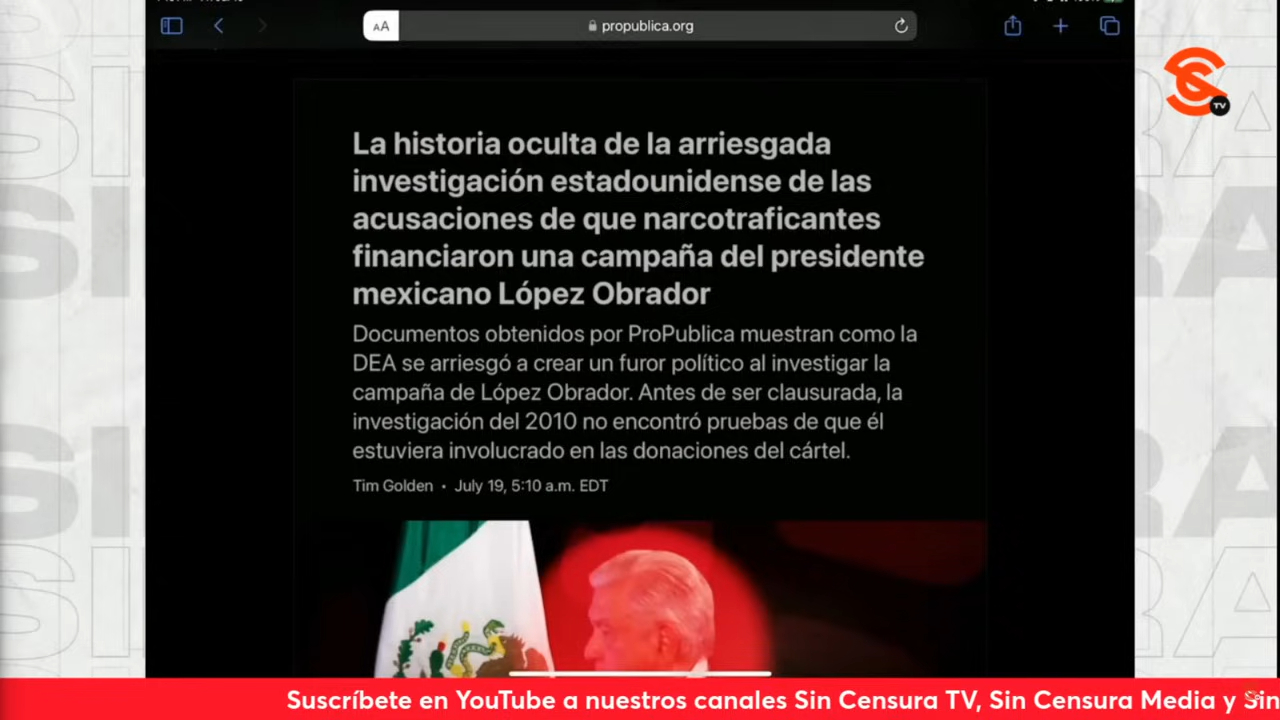 AA
propublica.org
TV
La historia oculta de la arriesgada
investigación estadounidense de las
acusaciones de que narcotraficantes
financiaron una campaña del presidente
mexicano López Obrador
Documentos obtenidos por ProPublica muestran como la
DEA se arriesgó a crear un furor político al investigar la
campaña de López Obrador. Antes de ser clausurada, la
investigación del 2010 no encontró pruebas de que él
estuviera involucrado en las donaciones del cártel.
Tim Golden • July 19, 5:10 a.m. EDT
Suscríbete en YouTube a nuestros canales Sin Censura TV, Sin Censura Media y Sin